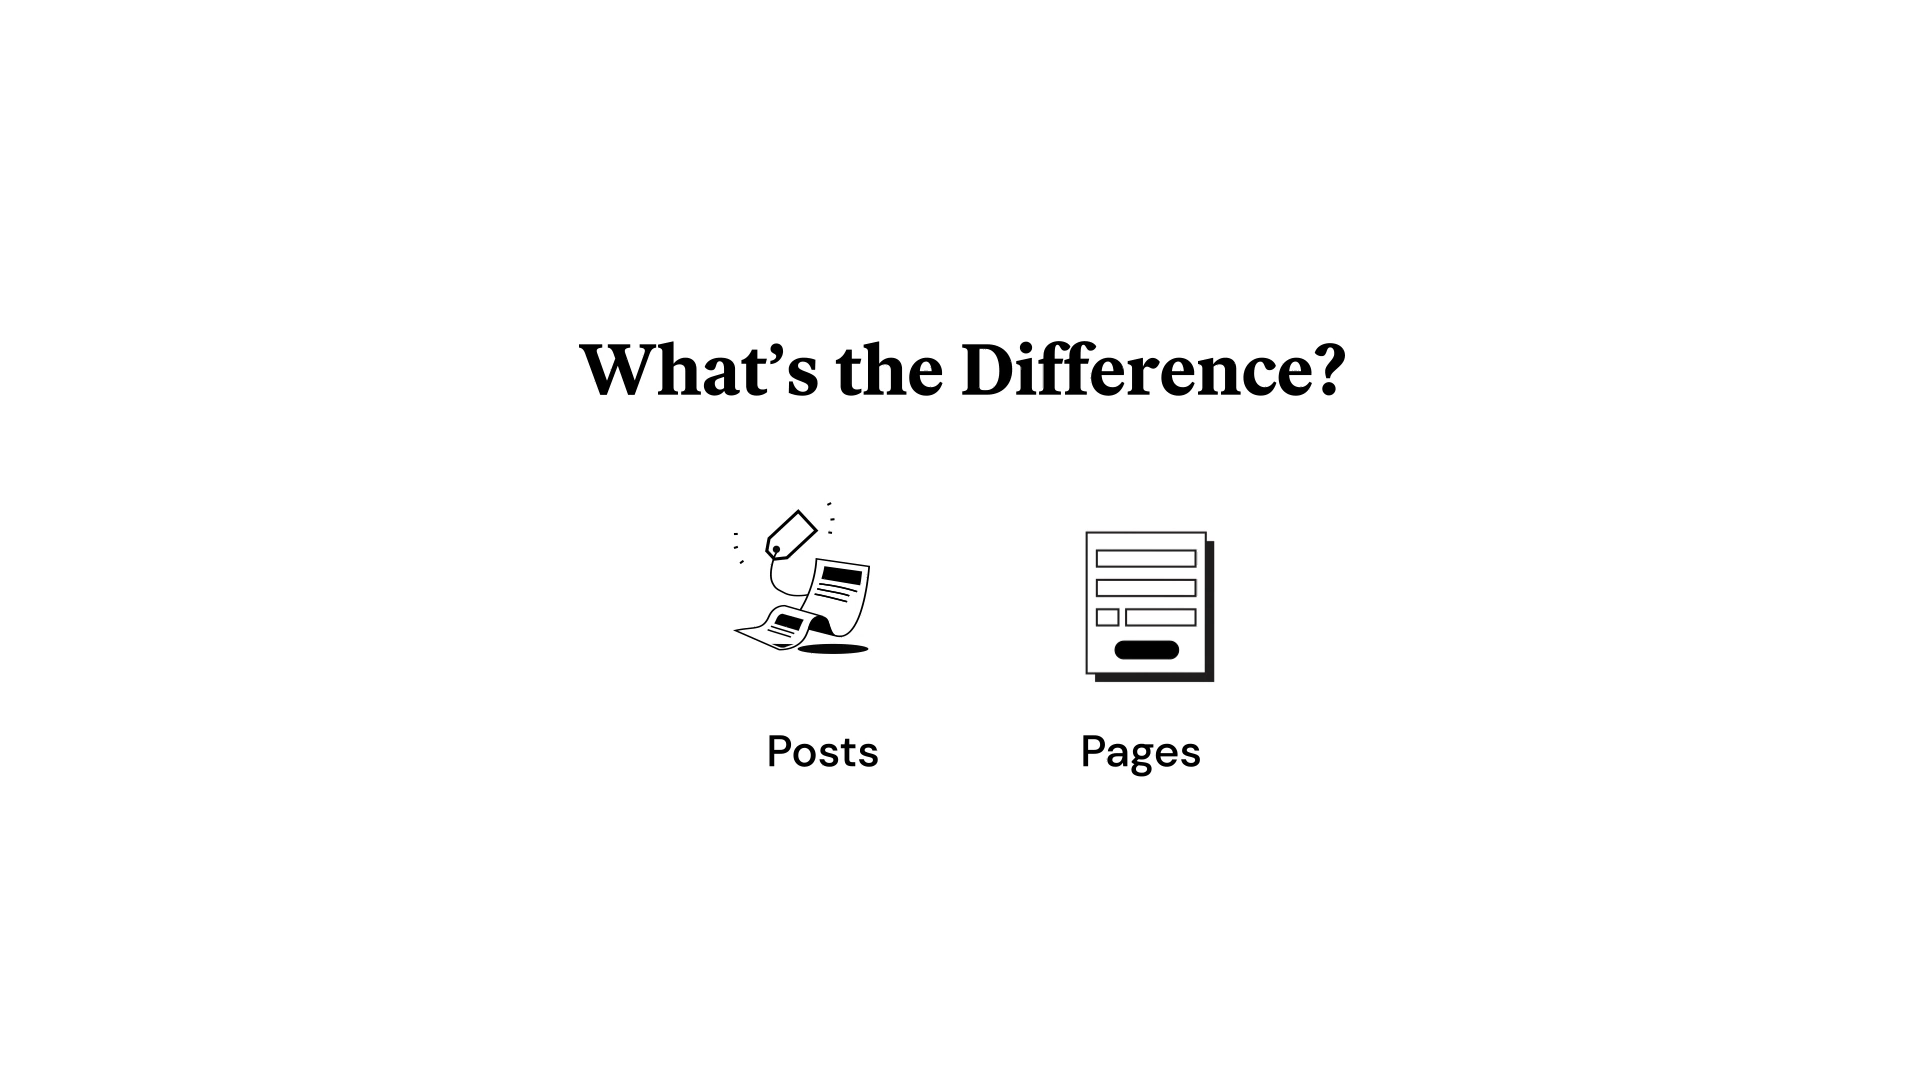 What’s the Difference?
Posts
Pages